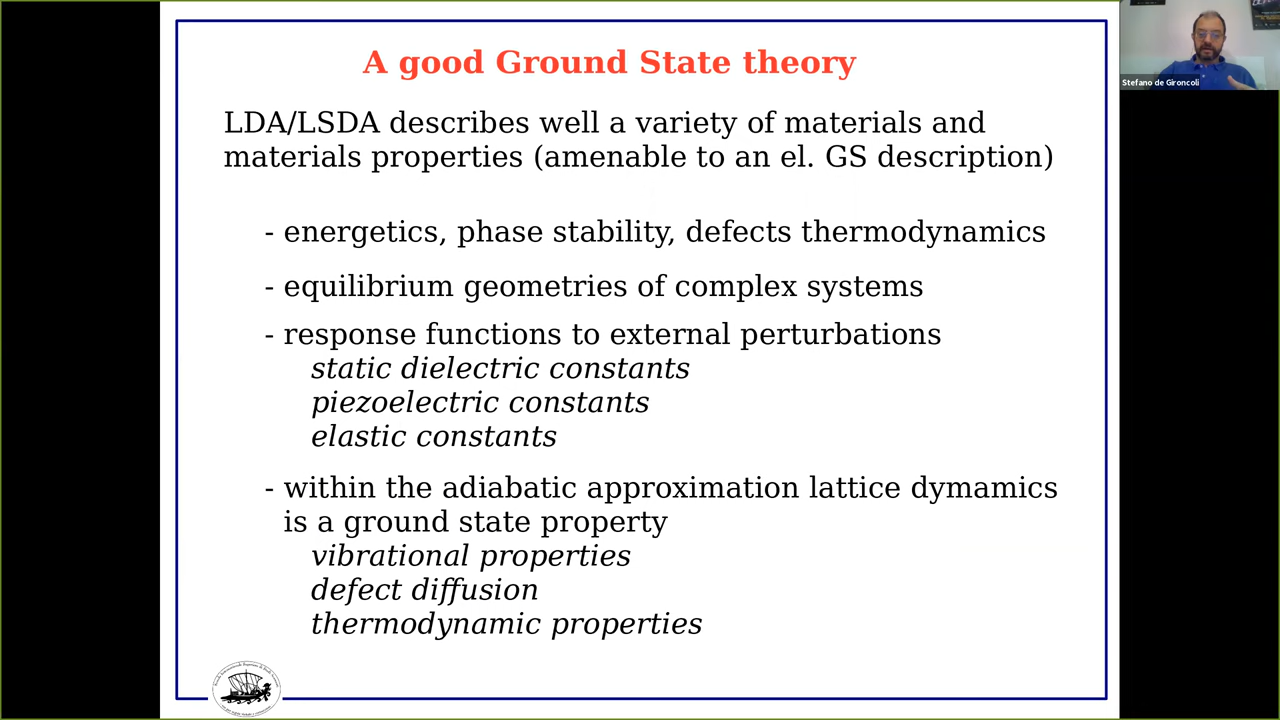 A good Ground State theory
LDA/LSDA describes well a variety of materials and
materials properties (amenable to an el. GS description)
- energetics, phase stability, defects thermodynamics
- equilibrium geometries of complex systems
- response functions to external perturbations
static dielectric constants
piezoelectric constants
elastic constants
- within the adiabatic approximation lattice dymamics
is a ground state property
vibrational properties
defect diffusion
thermodynamic properties
Stefano de Gironcoli